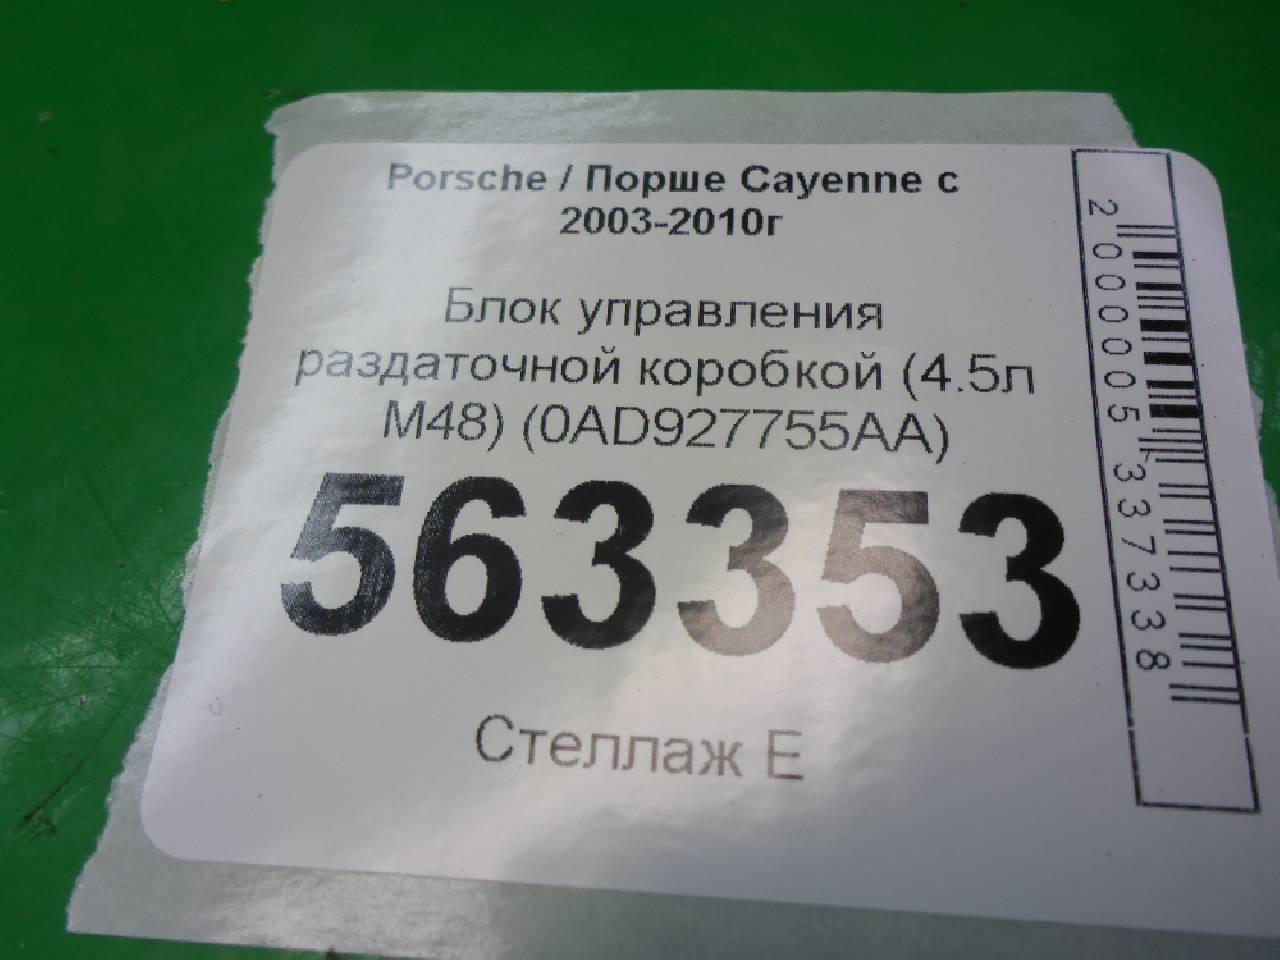 Porsche / Порше Cayenne с
2003-2010г
Блок управления
раздаточной коробкой (4.5л
M48) (0AD927755AA)
563353
Стеллаж Е
2000005337338